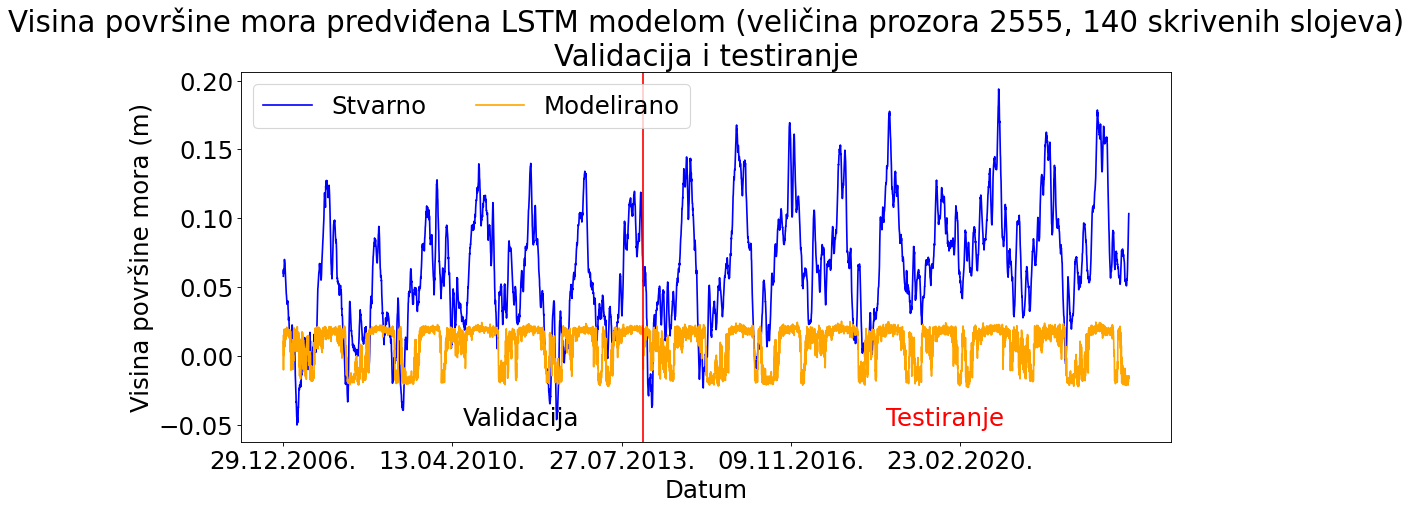 Visina površine mora predviđena LSTM modelom (veličina prozora 2555, 140 skrivenih slojeva)
Validacija i testiranje
Stvarno Modelirano
Visina površine mora (m)
0.20
0.15
0.10
0.05
0.00
−0.05
Validacija Testiranje
29.12.2006. 13.04.2010. 27.07.2013. 09.11.2016. 23.02.2020.
Datum